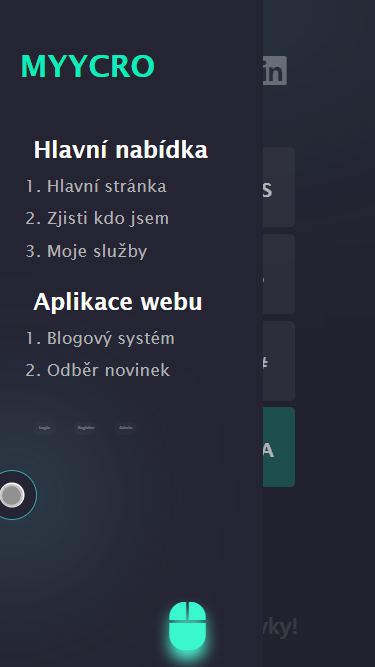 MYYCRO
in
Hlavní nabídka
1. Hlavní stránka
2. Zjisti kdo jsem
3. Moje služby
S
Aplikace webu
1. Blogový systém
2. Odběr novinek
#
A
login Register Admin
vky!